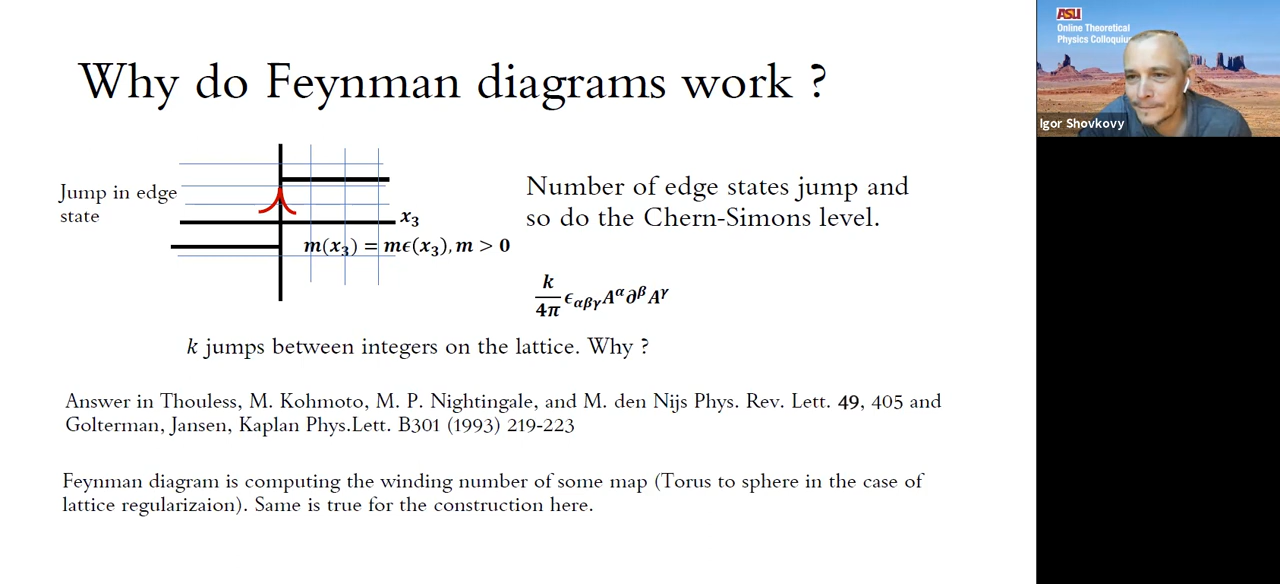 Why do Feynman diagrams work ?
Jump in edge
state
x₃
m(x₃) = mϵ(x₃), m > 0
Number of edge states jump and
so do the Chern-Simons level.
k/4π ϵ_{αβγ}A^α∂^βA^γ
k jumps between integers on the lattice. Why ?
Answer in Thouless, M. Kohmoto, M. P. Nightingale, and M. den Nijs Phys. Rev. Lett. 49, 405 and
Golterman, Jansen, Kaplan Phys.Lett. B301 (1993) 219-223
Feynman diagram is computing the winding number of some map (Torus to sphere in the case of
lattice regularizaion). Same is true for the construction here.
ASU
Online Theoretical
Physics Colloquiu
Igor Shovkovy